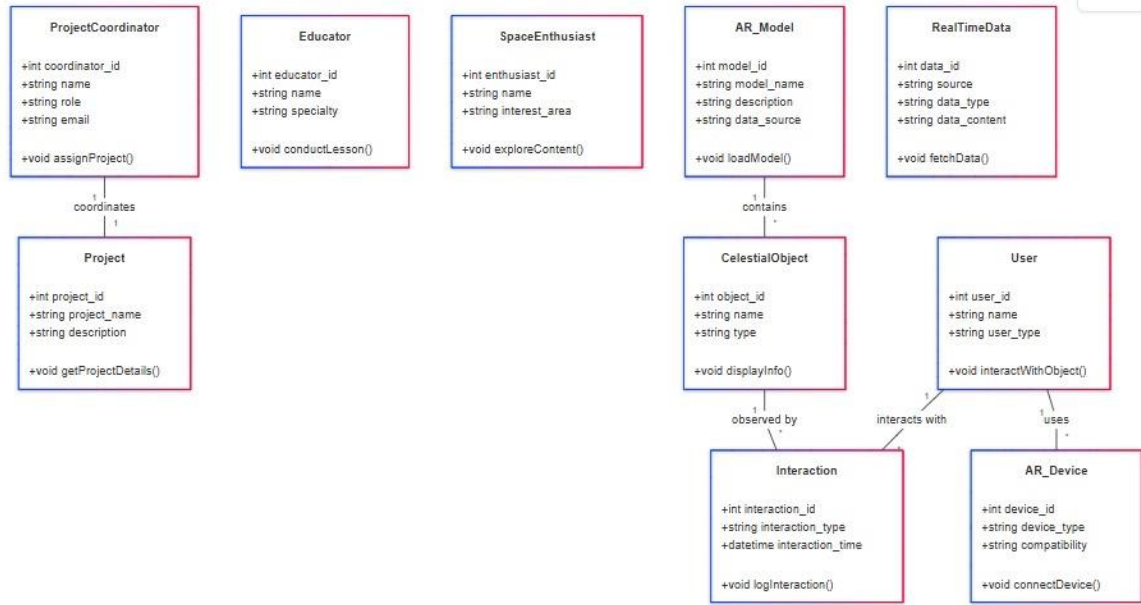 ProjectCoordinator
+int coordinator_id
+string name
+string role
+string email
+void assignProject()
Educator
+int educator_id
+string name
+string specialty
+void conductLesson()
SpaceEnthusiast
+int enthusiast_id
+string name
+string interest_area
+void exploreContent()
AR_Model
+int model_id
+string model_name
+string description
+string data_source
+void loadModel()
RealTimeData
+int data_id
+string source
+string data_type
+string data_content
+void fetchData()
1
coordinates
1
1
contains
*
Project
+int project_id
+string project_name
+string description
+void getProjectDetails()
CelestialObject
+int object_id
+string name
+string type
+void displayInfo()
User
+int user_id
+string name
+string user_type
+void interactWithObject()
1
observed by
*
1
interacts with
1
uses
*
Interaction
+int interaction_id
+string interaction_type
+datetime interaction_time
+void logInteraction()
AR_Device
+int device_id
+string device_type
+string compatibility
+void connectDevice()